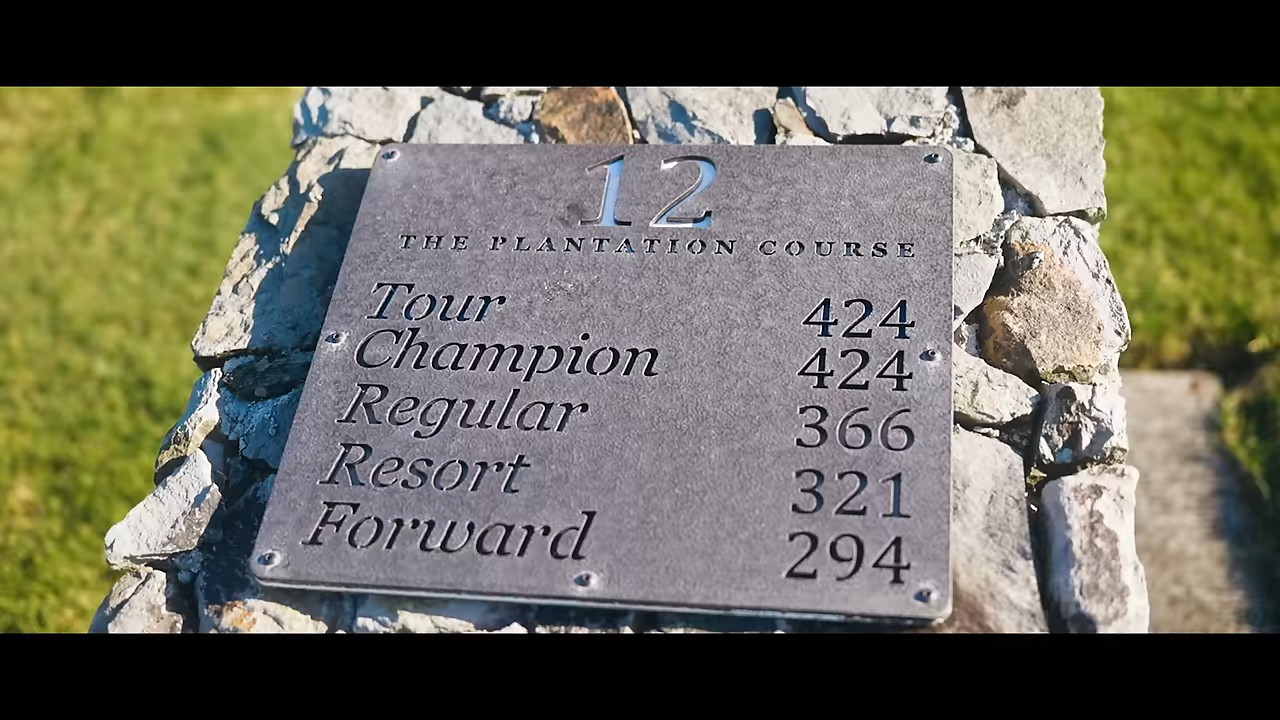 12
THE PLANTATION COURSE
Tour 424
Champion 424
Regular 366
Resort 321
Forward 294